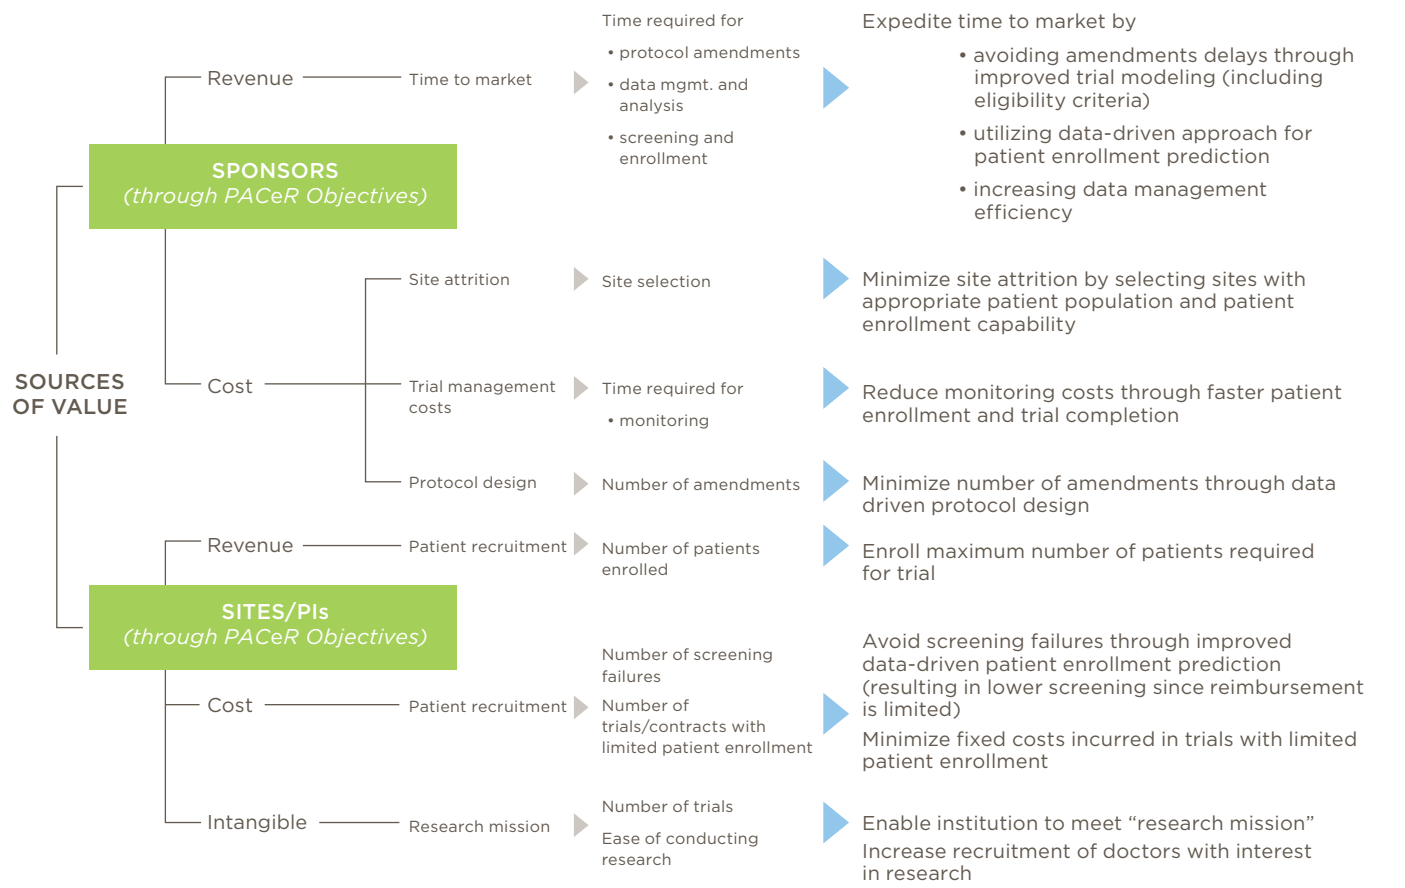 SOURCES
OF VALUE
SPONSORS
(through PACeR Objectives)
Revenue
Time to market
Time required for
• protocol amendments
• data mgmt. and
analysis
• screening and
enrollment
Expedite time to market by
• avoiding amendments delays through
improved trial modeling (including
eligibility criteria)
• utilizing data-driven approach for
patient enrollment prediction
• increasing data management
efficiency
Cost
Site attrition
Site selection
Minimize site attrition by selecting sites with
appropriate patient population and patient
enrollment capability
Trial management
costs
Time required for
• monitoring
Reduce monitoring costs through faster patient
enrollment and trial completion
Protocol design
Number of amendments
Minimize number of amendments through data
driven protocol design
SITES/PIs
(through PACeR Objectives)
Revenue
Patient recruitment
Number of patients
enrolled
Enroll maximum number of patients required
for trial
Cost
Patient recruitment
Number of screening
failures
Number of
trials/contracts with
limited patient enrollment
Avoid screening failures through improved
data-driven patient enrollment prediction
(resulting in lower screening since reimbursement
is limited)
Minimize fixed costs incurred in trials with limited
patient enrollment
Intangible
Research mission
Number of trials
Ease of conducting
research
Enable institution to meet “research mission”
Increase recruitment of doctors with interest
in research